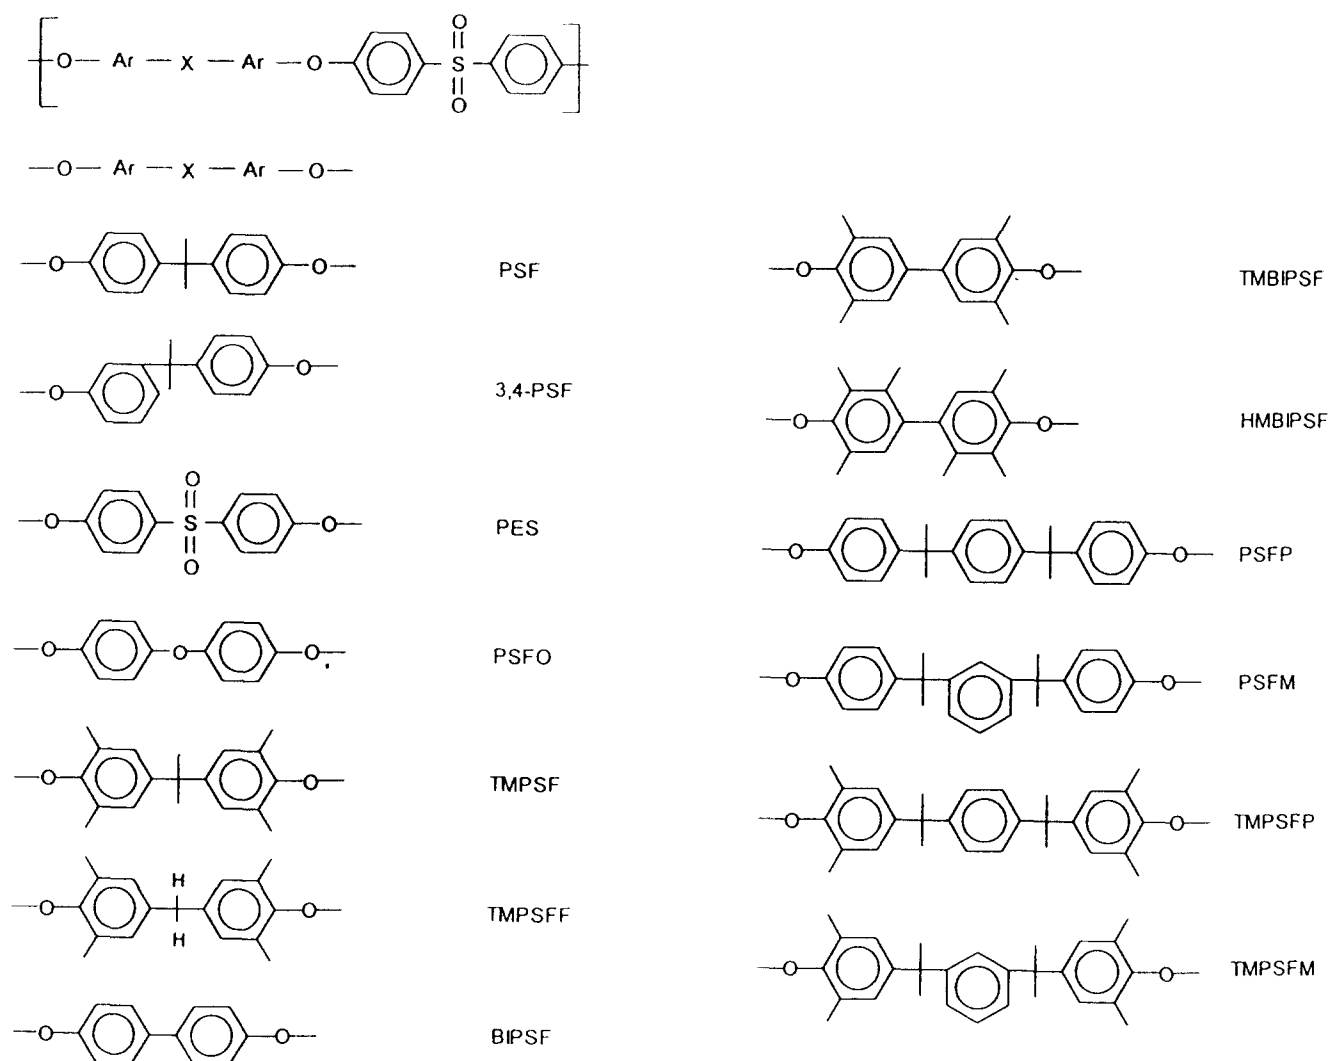 O
—O— Ar —X— Ar —O— S
O
—O— Ar —X— Ar —O—
—O— —O— PSF
—O— —O— 3,4-PSF
O
—O— S —O— PES
O
—O— O —O— PSFO
—O— —O— TMPSF
H
—O— —O— TMPSFF
H
—O— —O— BIPSF
—O— —O— TMBIPSF
—O— —O— HMBIPSF
—O— —O— PSFP
—O— —O— PSFM
—O— —O— TMPSFP
—O— —O— TMPSFM